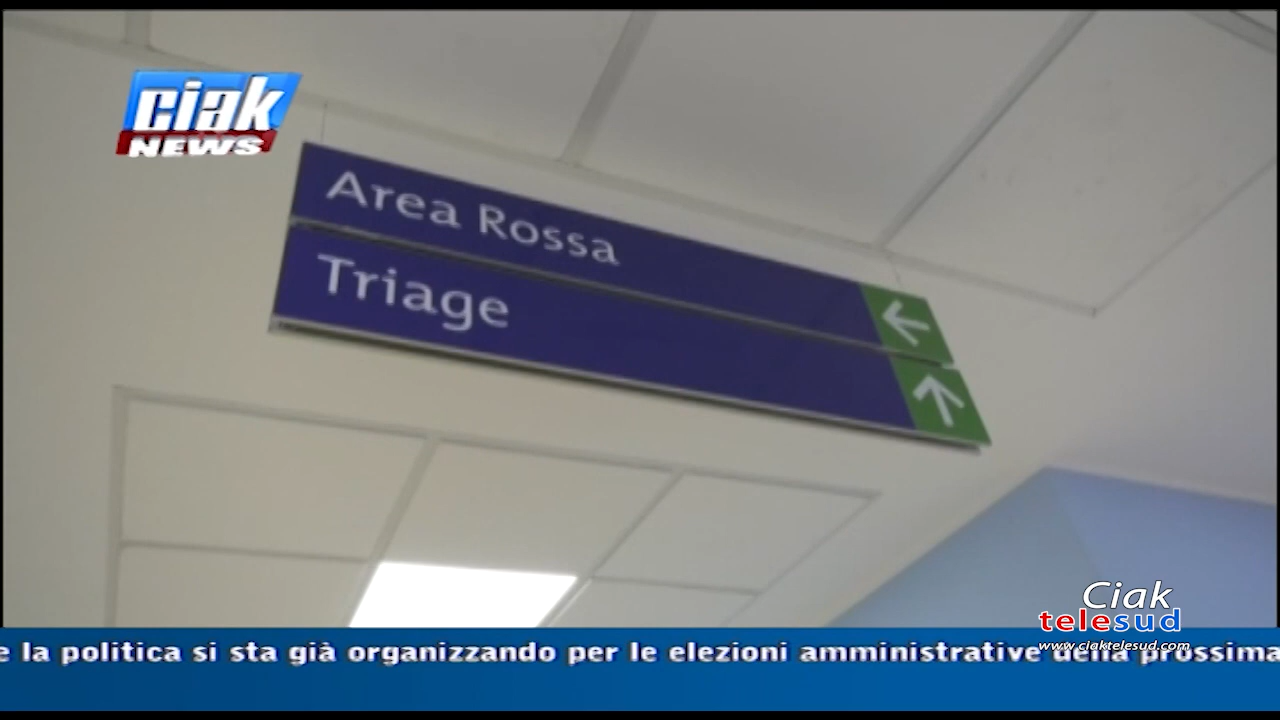 ciak
NEWS
Area Rossa
Triage
Ciak
telesud
www.ciaktelesud.com
e la politica si sta già organizzando per le elezioni amministrative della prossima